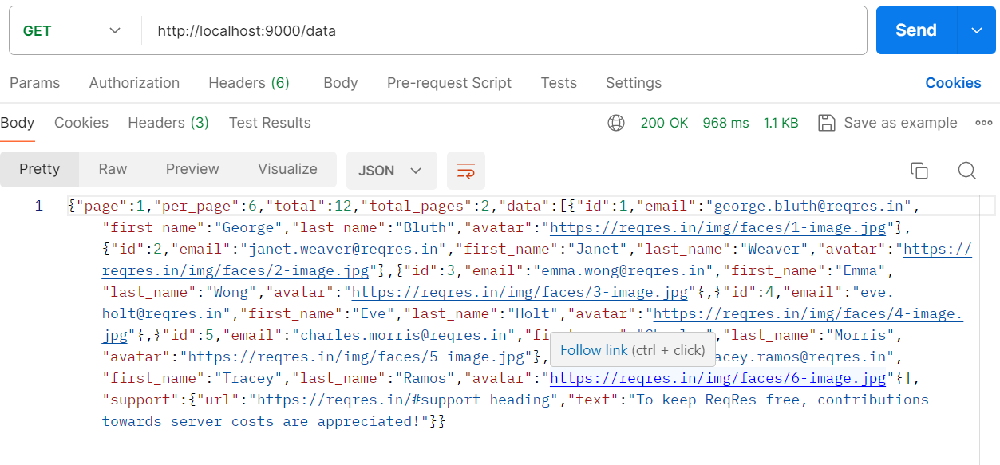 GET http://localhost:9000/data Send
Params Authorization Headers (6) Body Pre-request Script Tests Settings Cookies
Body Cookies Headers (3) Test Results 200 OK 968 ms 1.1 KB Save as example
Pretty Raw Preview Visualize JSON
1 {"page":1,"per_page":6,"total":12,"total_pages":2,"data":[{"id":1,"email":"george.bluth@reqres.in",
"first_name":"George","last_name":"Bluth","avatar":"https://reqres.in/img/faces/1-image.jpg"},
{"id":2,"email":"janet.weaver@reqres.in","first_name":"Janet","last_name":"Weaver","avatar":"https://
reqres.in/img/faces/2-image.jpg"},{"id":3,"email":"emma.wong@reqres.in","first_name":"Emma",
"last_name":"Wong","avatar":"https://reqres.in/img/faces/3-image.jpg"},{"id":4,"email":"eve.
holt@reqres.in","first_name":"Eve","last_name":"Holt","avatar":"https://reqres.in/img/faces/4-image.
jpg"},{"id":5,"email":"charles.morris@reqres.in", ,"last_name":"Morris",
"avatar":"https://reqres.in/img/faces/5-image.jpg"}, Follow link (ctrl + click) acey.ramos@reqres.in",
"first_name":"Tracey","last_name":"Ramos","avatar":"https://reqres.in/img/faces/6-image.jpg"}],
"support":{"url":"https://reqres.in/#support-heading","text":"To keep ReqRes free, contributions
towards server costs are appreciated!"}}